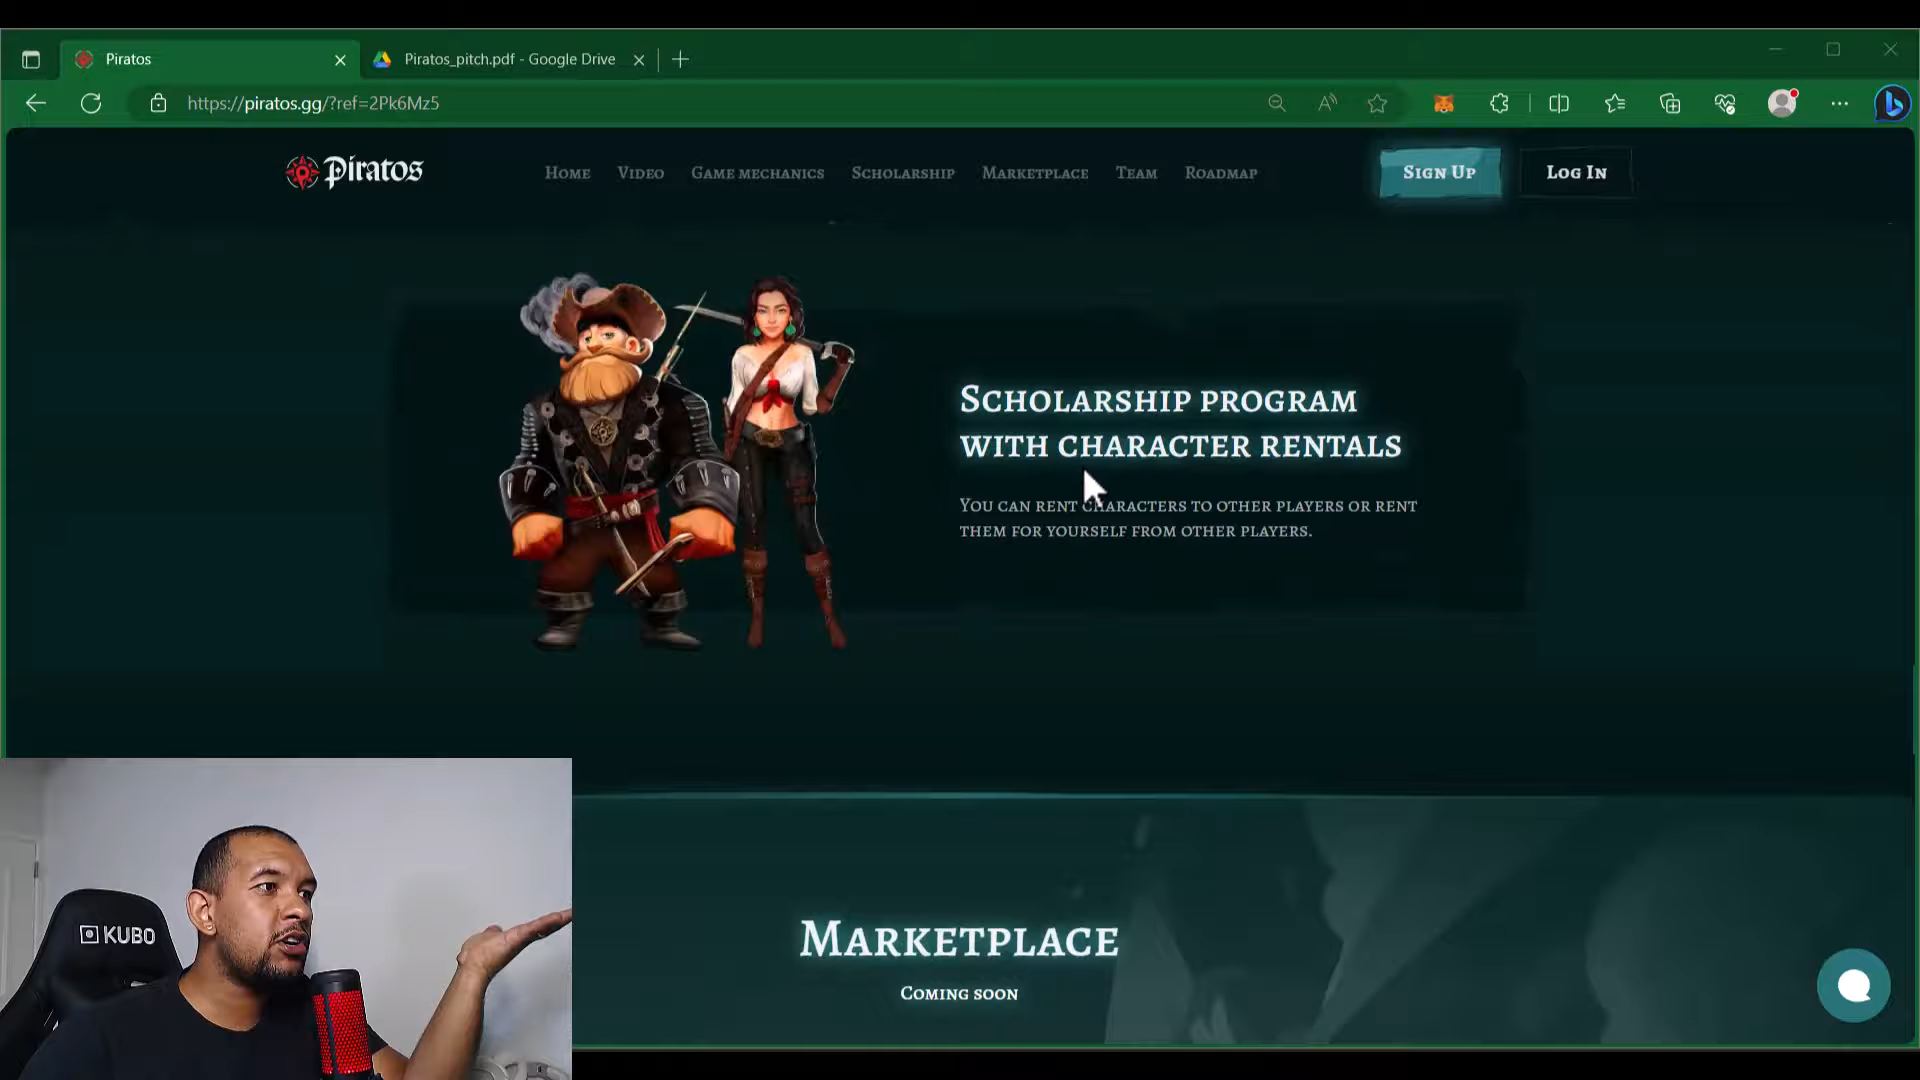 Piratos
Piratos_pitch.pdf - Google Drive
https://piratos.gg/?ref=2Pk6Mz5
Piratos
Home
Video
Game mechanics
Scholarship
Marketplace
Team
Roadmap
Sign Up
Log In
Scholarship program
with character rentals
You can rent characters to other players or rent
them for yourself from other players.
KUBO
Marketplace
Coming soon